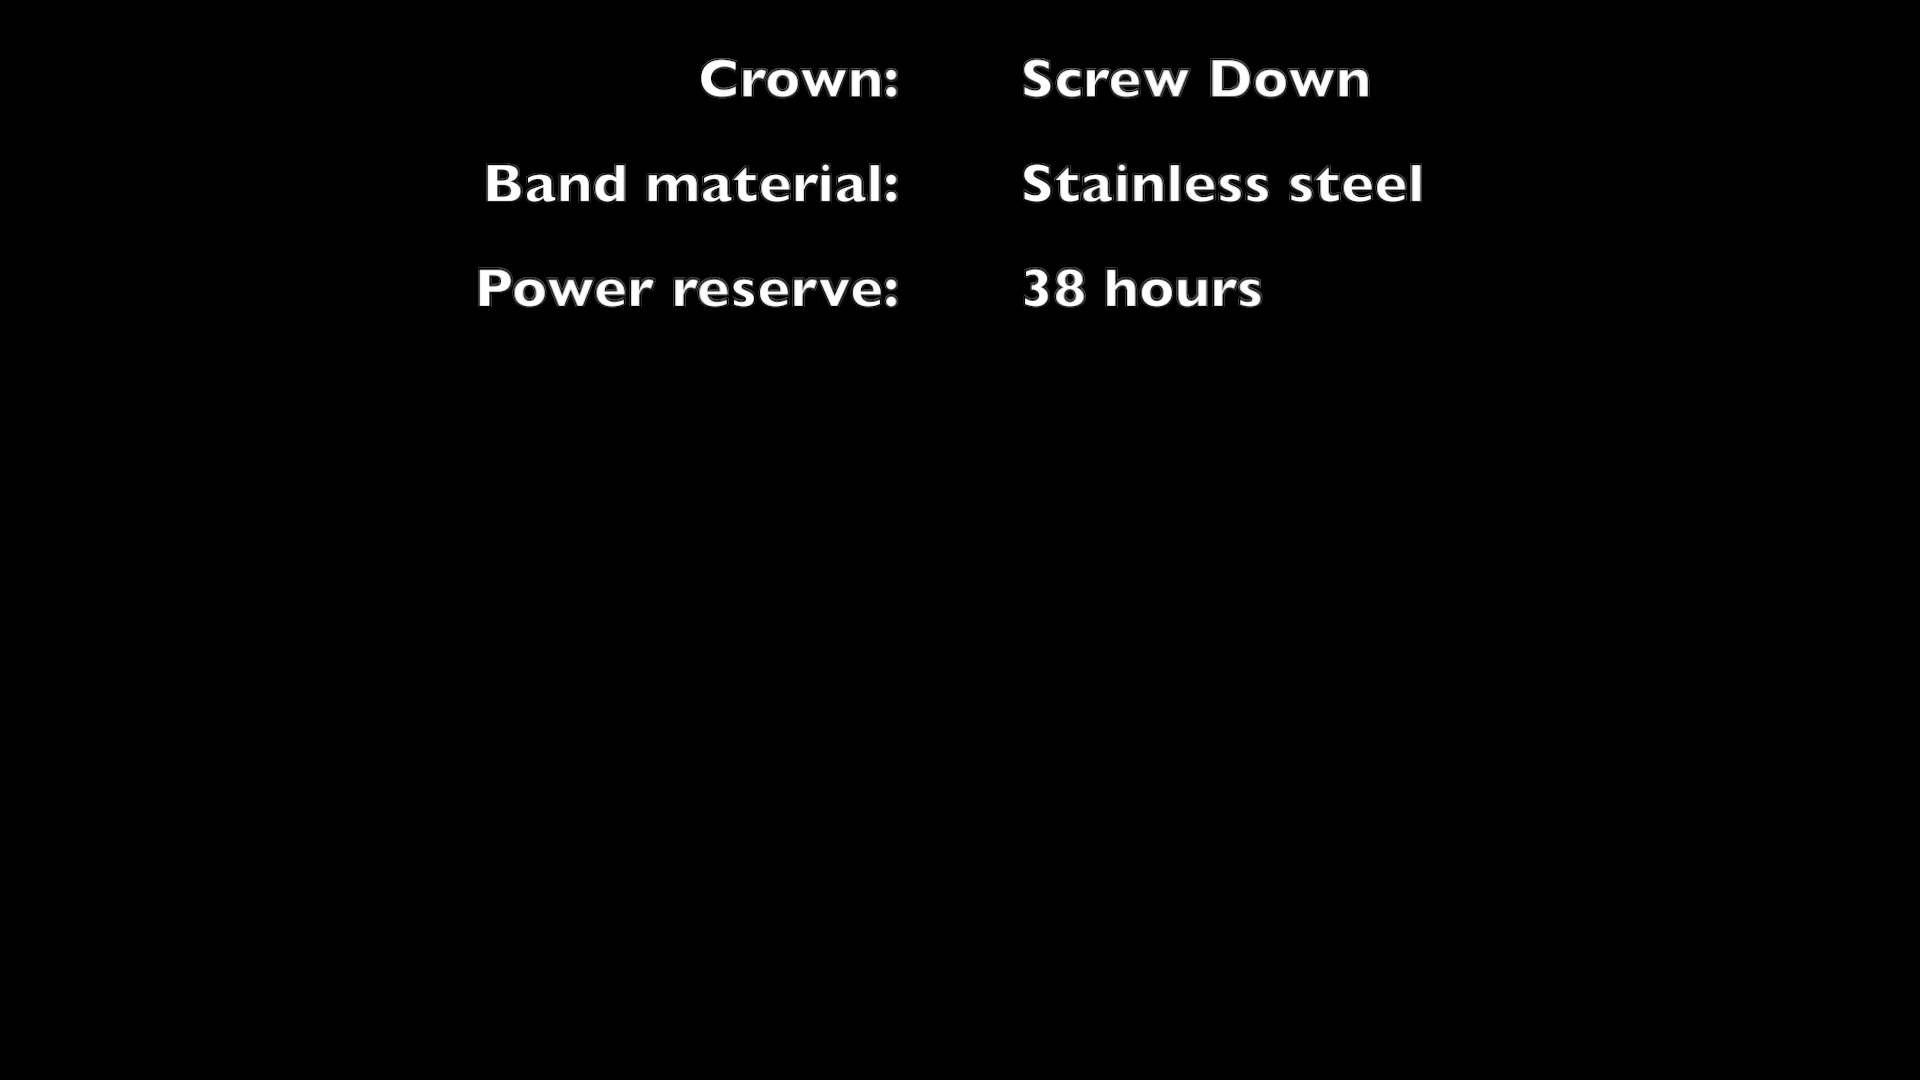 Crown: Screw Down
Band material: Stainless steel
Power reserve: 38 hours